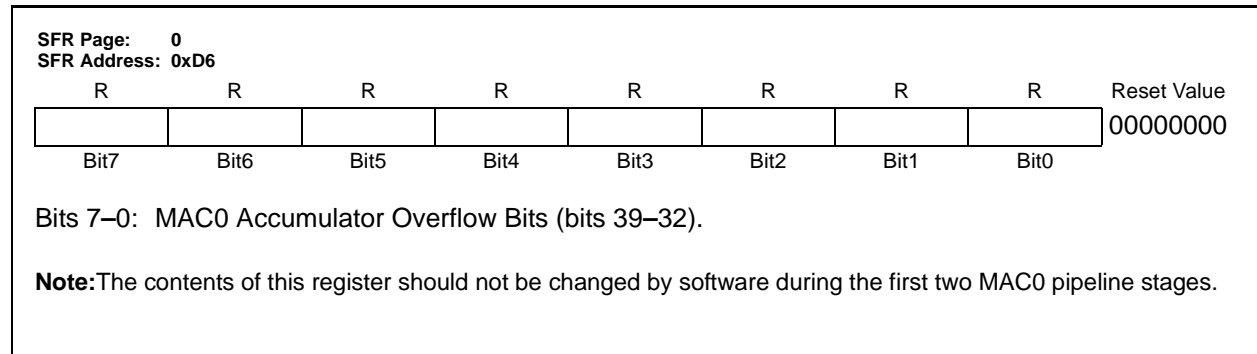 SFR Page: 0
SFR Address: 0xD6
R R R R R R R R Reset Value
00000000
Bit7 Bit6 Bit5 Bit4 Bit3 Bit2 Bit1 Bit0
Bits 7–0: MAC0 Accumulator Overflow Bits (bits 39–32).
Note:The contents of this register should not be changed by software during the first two MAC0 pipeline stages.